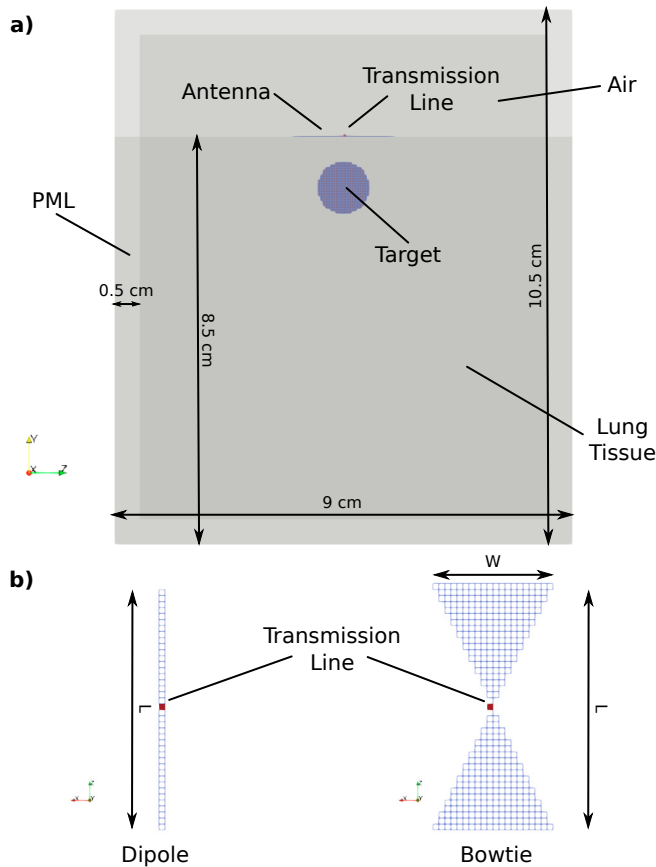 a)
Transmission
Line
Antenna
Air
PML
Target
0.5 cm
10.5 cm
8.5 cm
Lung
Tissue
Y
X
Z
9 cm
b)
W
Transmission
Line
L
L
X
Z
Y
X
Z
Y
Dipole
Bowtie